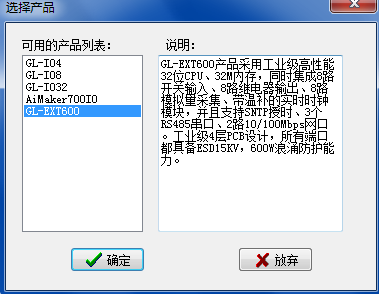 选择产品
可用的产品列表：
GL-IO4
GL-IO8
GL-IO32
AiMaker700IO
GL-EXT600
说明：
GL-EXT600产品采用工业级高性能
32位CPU、32M内存，同时集成8路
开关输入、8路继电器输出、8路
模拟量采集、带温补的实时时钟
模块，并且支持SNTP授时、3个
RS485串口、2路10/100Mbps网口
。工业级4层PCB设计，所有端口
都具备ESD15KV，600W浪涌防护能
力。
确定
放弃